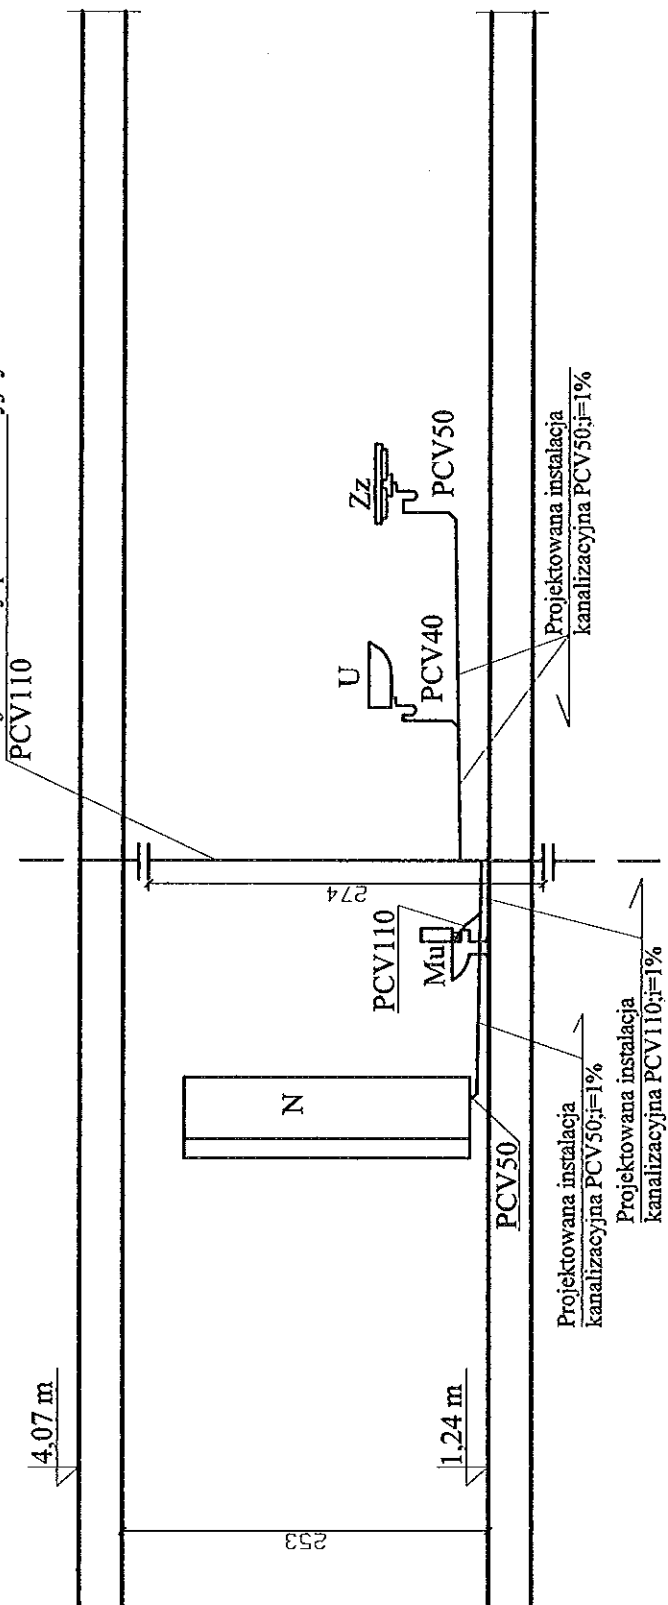 PCV110
4,07 m
253
1,24 m
274
N
PCV50
Mu
PCV110
U
PCV40
Zz
PCV50
Projektowana instalacja
kanalizacyjna PCV50;i=1%
Projektowana instalacja
kanalizacyjna PCV110;i=1%
Projektowana instalacja
kanalizacyjna PCV50;i=1%